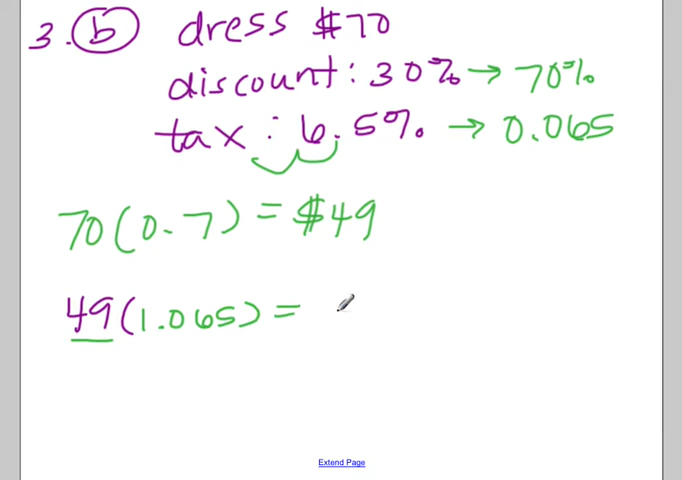 3. b dress $70
discount: 30% → 70%
tax : 6.5% → 0.065
70(0.7) = $49
49(1.065) =
Extend Page